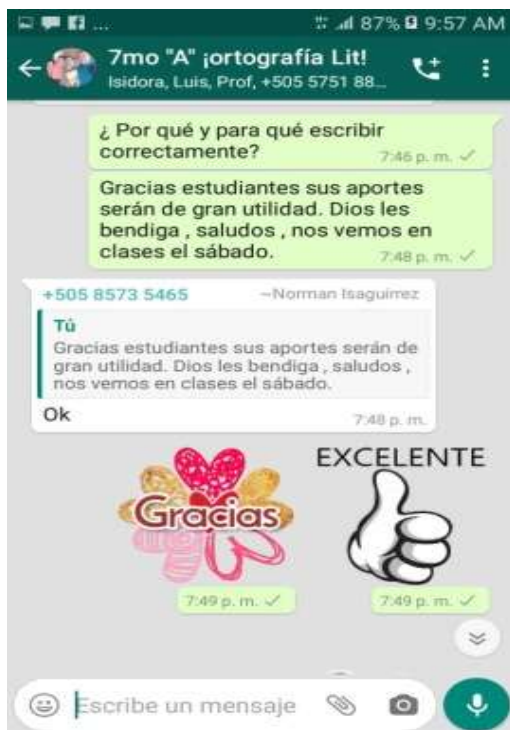 ... 87% 9:57 AM
7mo "A" ¡ortografía Lit!
Isidora, Luis, Prof, +505 5751 88...
¿ Por qué y para qué escribir
correctamente?
7:46 p. m.
Gracias estudiantes sus aportes
serán de gran utilidad. Dios les
bendiga , saludos , nos vemos en
clases el sábado.
7:48 p. m.
+505 8573 5465 ~Norman Isaguirrez
Tú
Gracias estudiantes sus aportes serán de
gran utilidad. Dios les bendiga , saludos ,
nos vemos en clases el sábado.
Ok
7:48 p. m.
Gracias
EXCELENTE
7:49 p. m. 7:49 p. m.
Escribe un mensaje